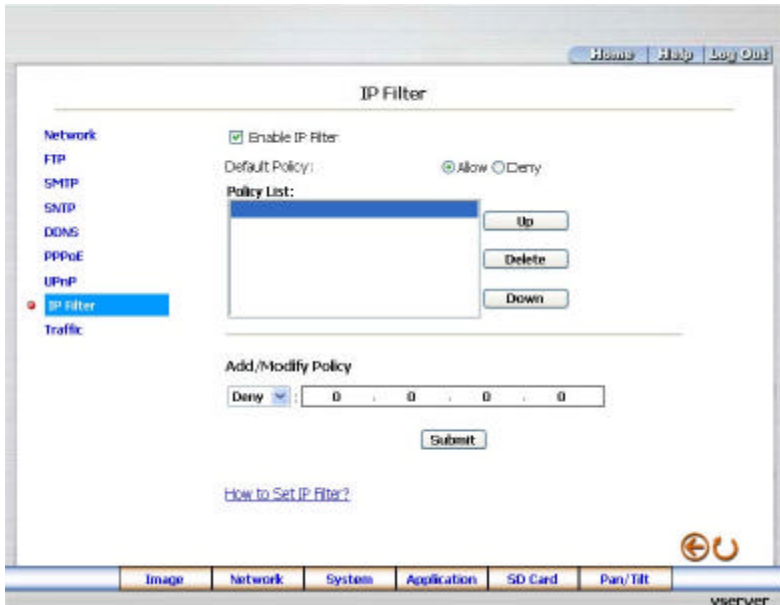 Home Help Log Out
IP Filter
Network
FTP
SMTP
SNTP
DDNS
PPPoE
UPnP
IP Filter
Traffic
Enable IP Filter
Default Policy: Allow Deny
Policy List:
Up
Delete
Down
Add/Modify Policy
Deny : 0 . 0 . 0 . 0
Submit
How to Set IP Filter?
Image Network System Application SD Card Pan/Tilt
vserver